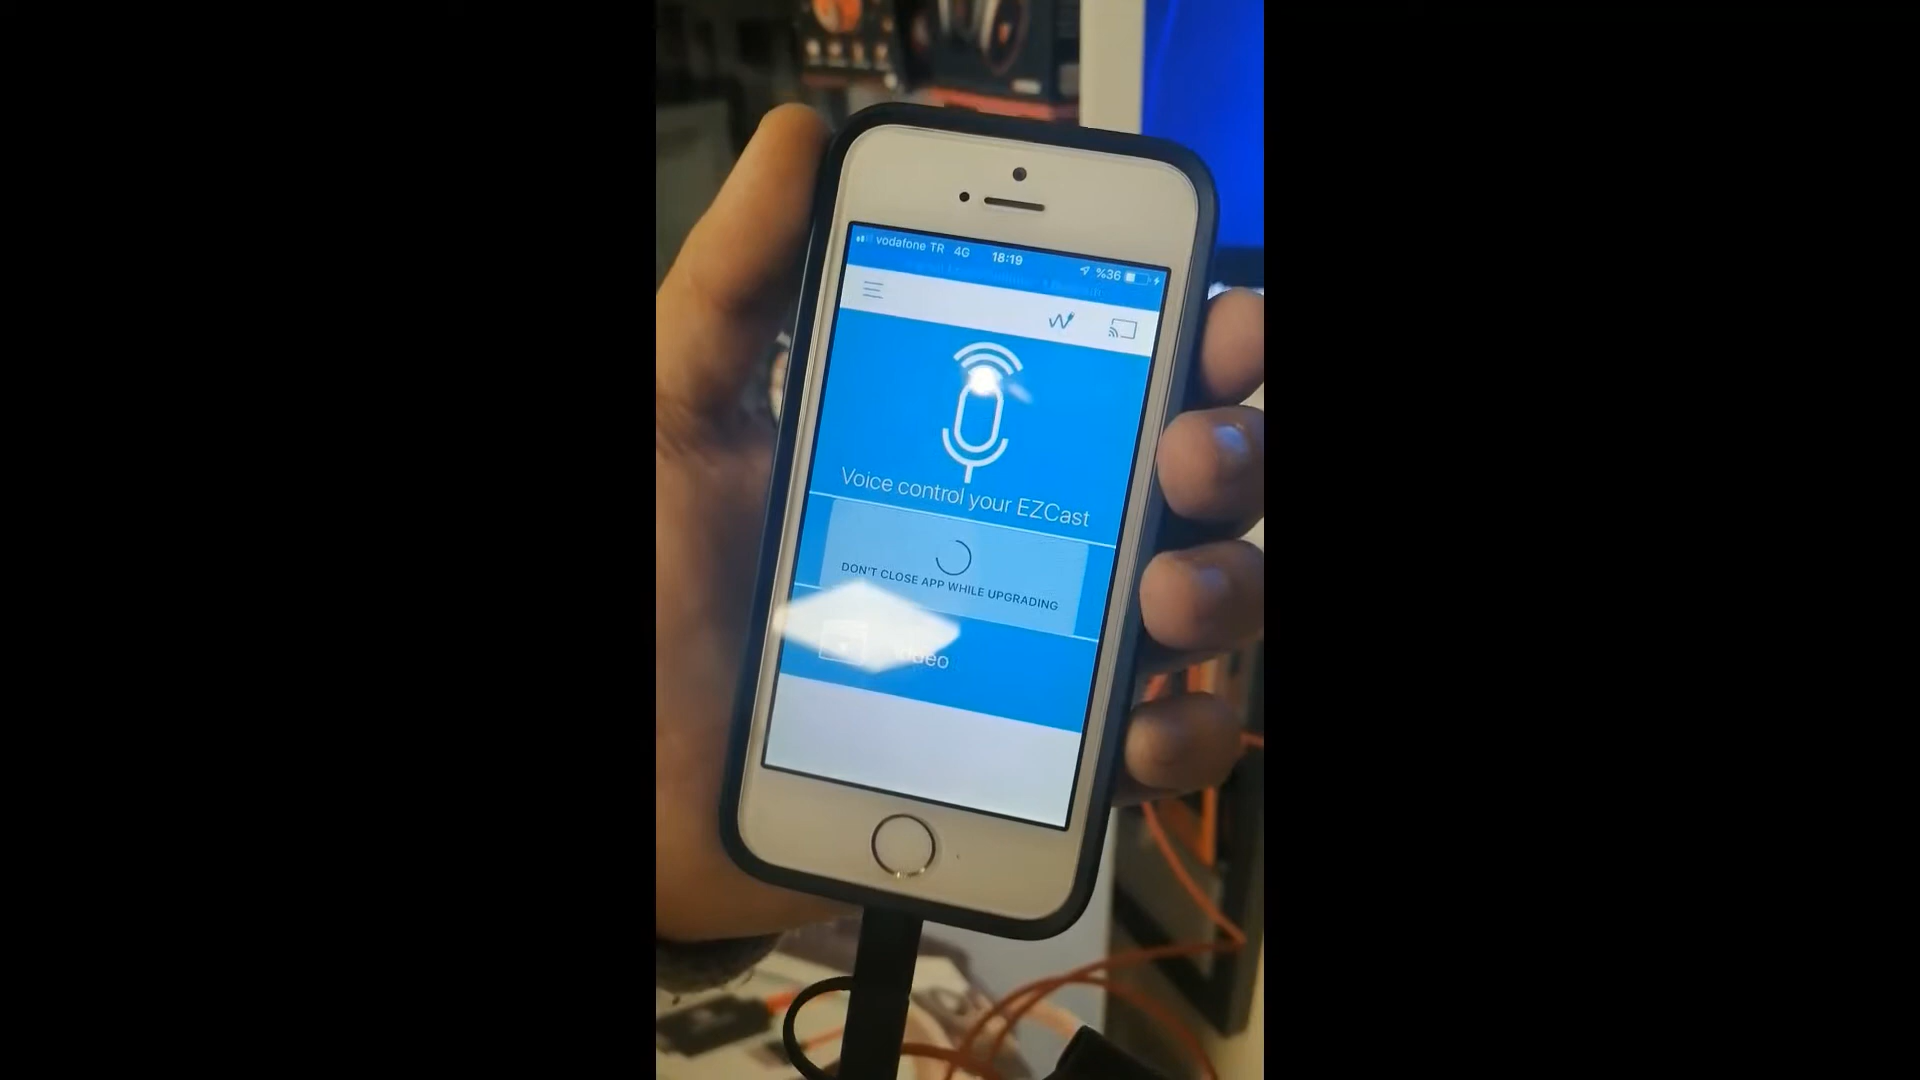 vodafone TR 4G 18:19 %36
Voice control your EZCast
DON'T CLOSE APP WHILE UPGRADING